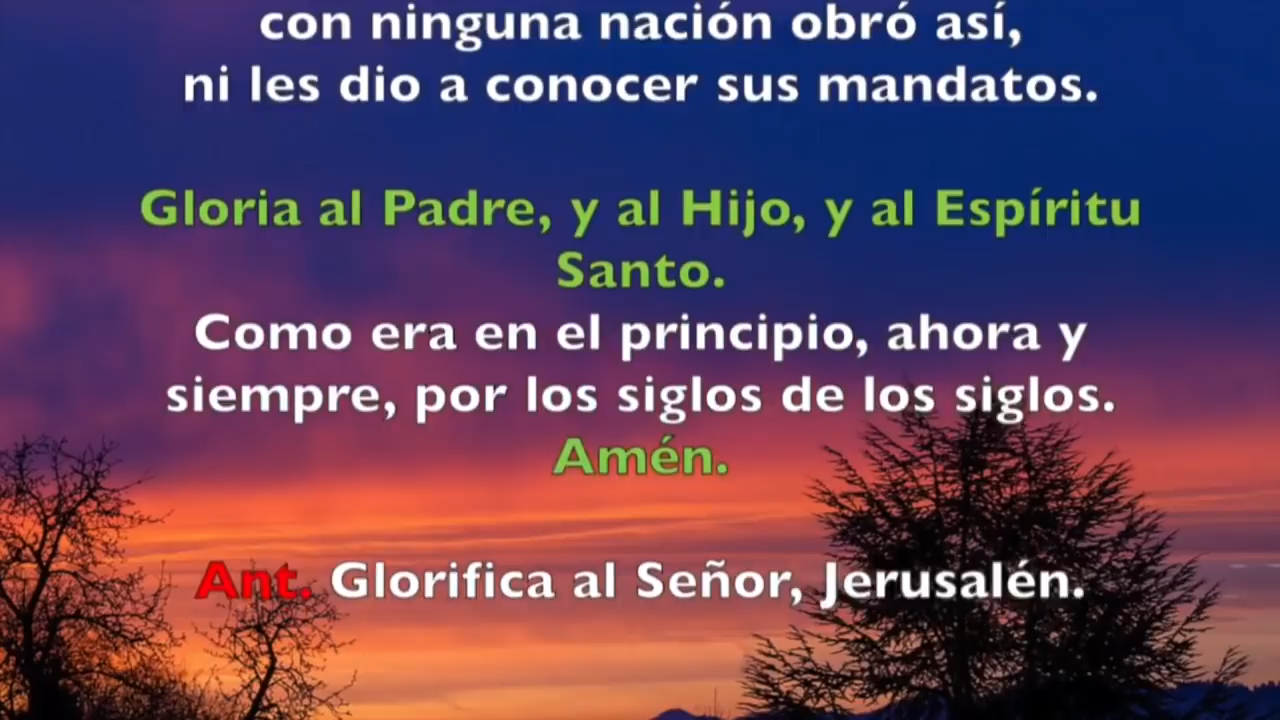 con ninguna nación obró así,
ni les dio a conocer sus mandatos.
Gloria al Padre, y al Hijo, y al Espíritu
Santo.
Como era en el principio, ahora y
siempre, por los siglos de los siglos.
Amén.
Ant. Glorifica al Señor, Jerusalén.